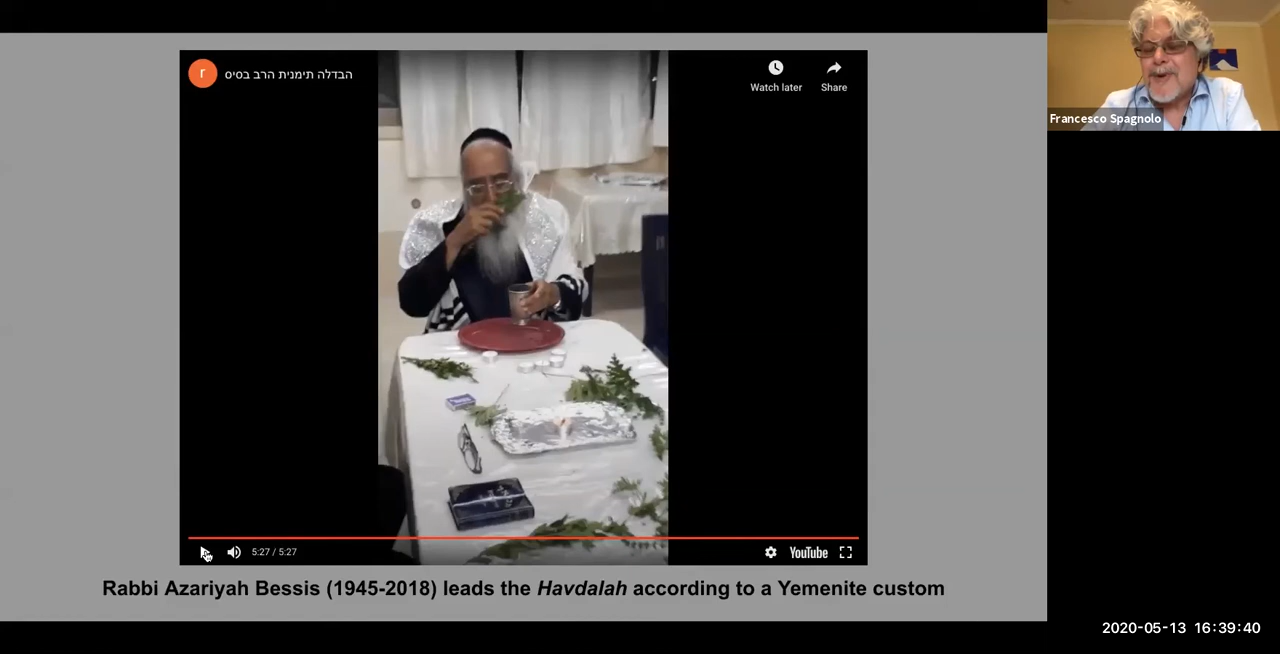 r
הבדלה תימנית הרב בסיס
Watch later
Share
Francesco Spagnolo
5:27 / 5:27
YouTube
Rabbi Azariyah Bessis (1945-2018) leads the Havdalah according to a Yemenite custom
2020-05-13 16:39:40